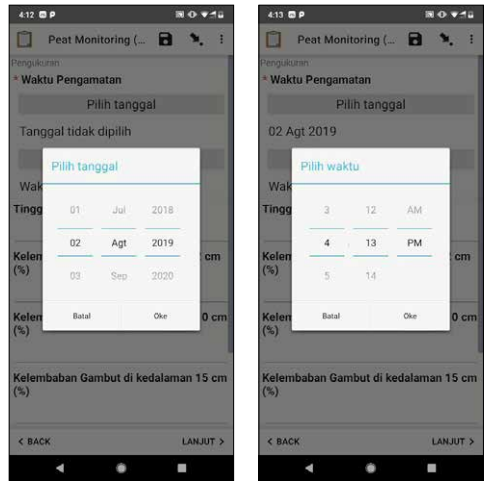 4:12
Peat Monitoring (...
Pengukuran
* Waktu Pengamatan
Pilih tanggal
Tanggal tidak dipilih
Pilih tanggal
01 Jul 2018
02 Agt 2019
03 Sep 2020
Batal Oke
Wak
Tingg
Kelem cm
(%)
Kelem 0 cm
(%)
Kelembaban Gambut di kedalaman 15 cm
(%)
< BACK LANJUT >
4:13
Peat Monitoring (...
Pengukuran
* Waktu Pengamatan
Pilih tanggal
02 Agt 2019
Pilih waktu
3 12 AM
4 13 PM
5 14
Batal Oke
Wak
Tingg
Kelem cm
(%)
Kelem 0 cm
(%)
Kelembaban Gambut di kedalaman 15 cm
(%)
< BACK LANJUT >